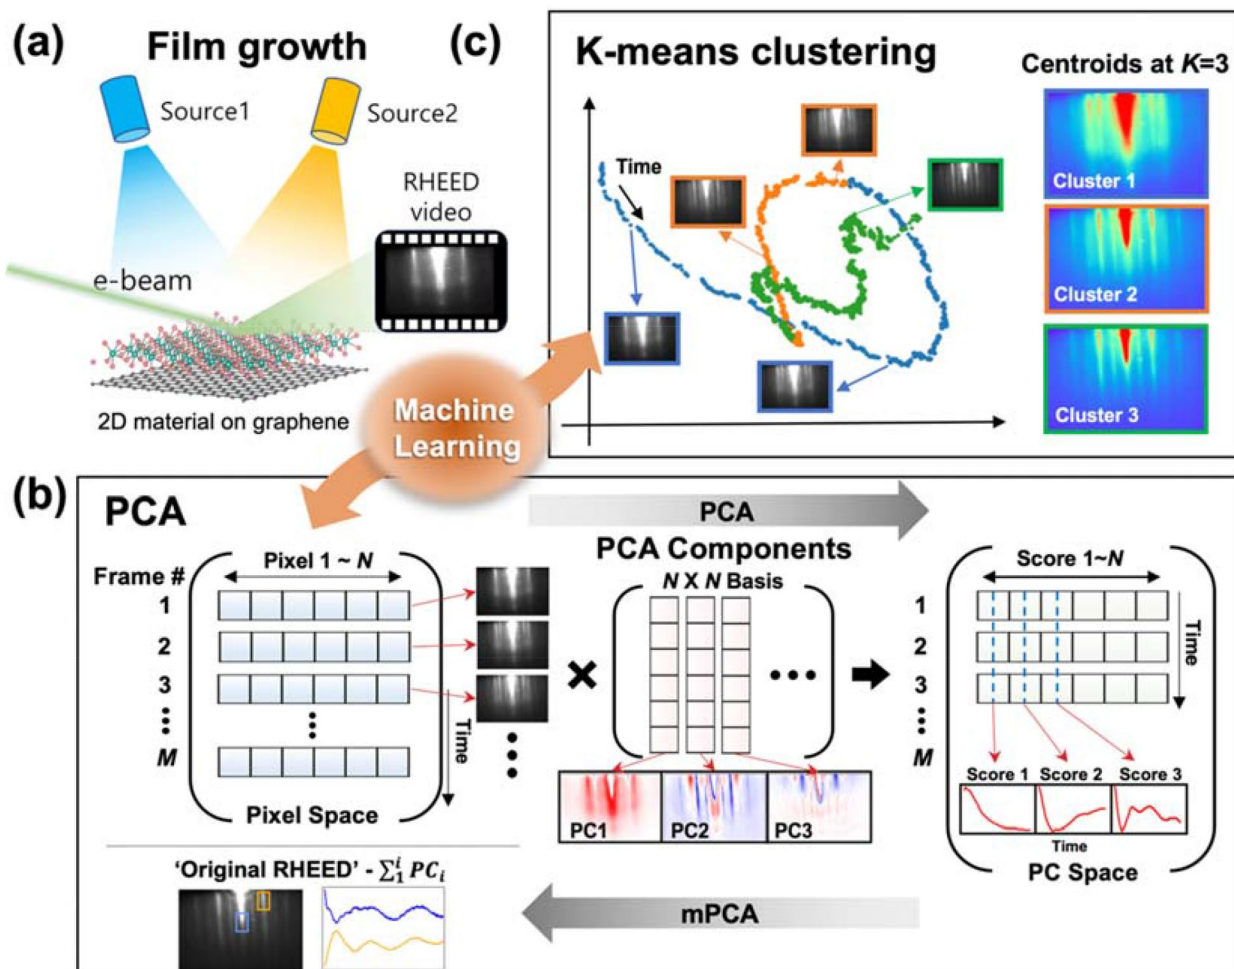 (a)
Film growth
Source1
Source2
RHEED
video
e-beam
2D material on graphene
Machine
Learning
(c)
K-means clustering
Centroids at K=3
Time
Cluster 1
Cluster 2
Cluster 3
(b)
PCA
PCA
Frame #
Pixel 1 ~ N
1
2
3
M
Time
Pixel Space
PCA Components
N X N Basis
PC1
PC2
PC3
Score 1~N
1
2
3
M
Time
Score 1
Score 2
Score 3
Time
PC Space
'Original RHEED' - ∑₁ⁱ PCᵢ
mPCA